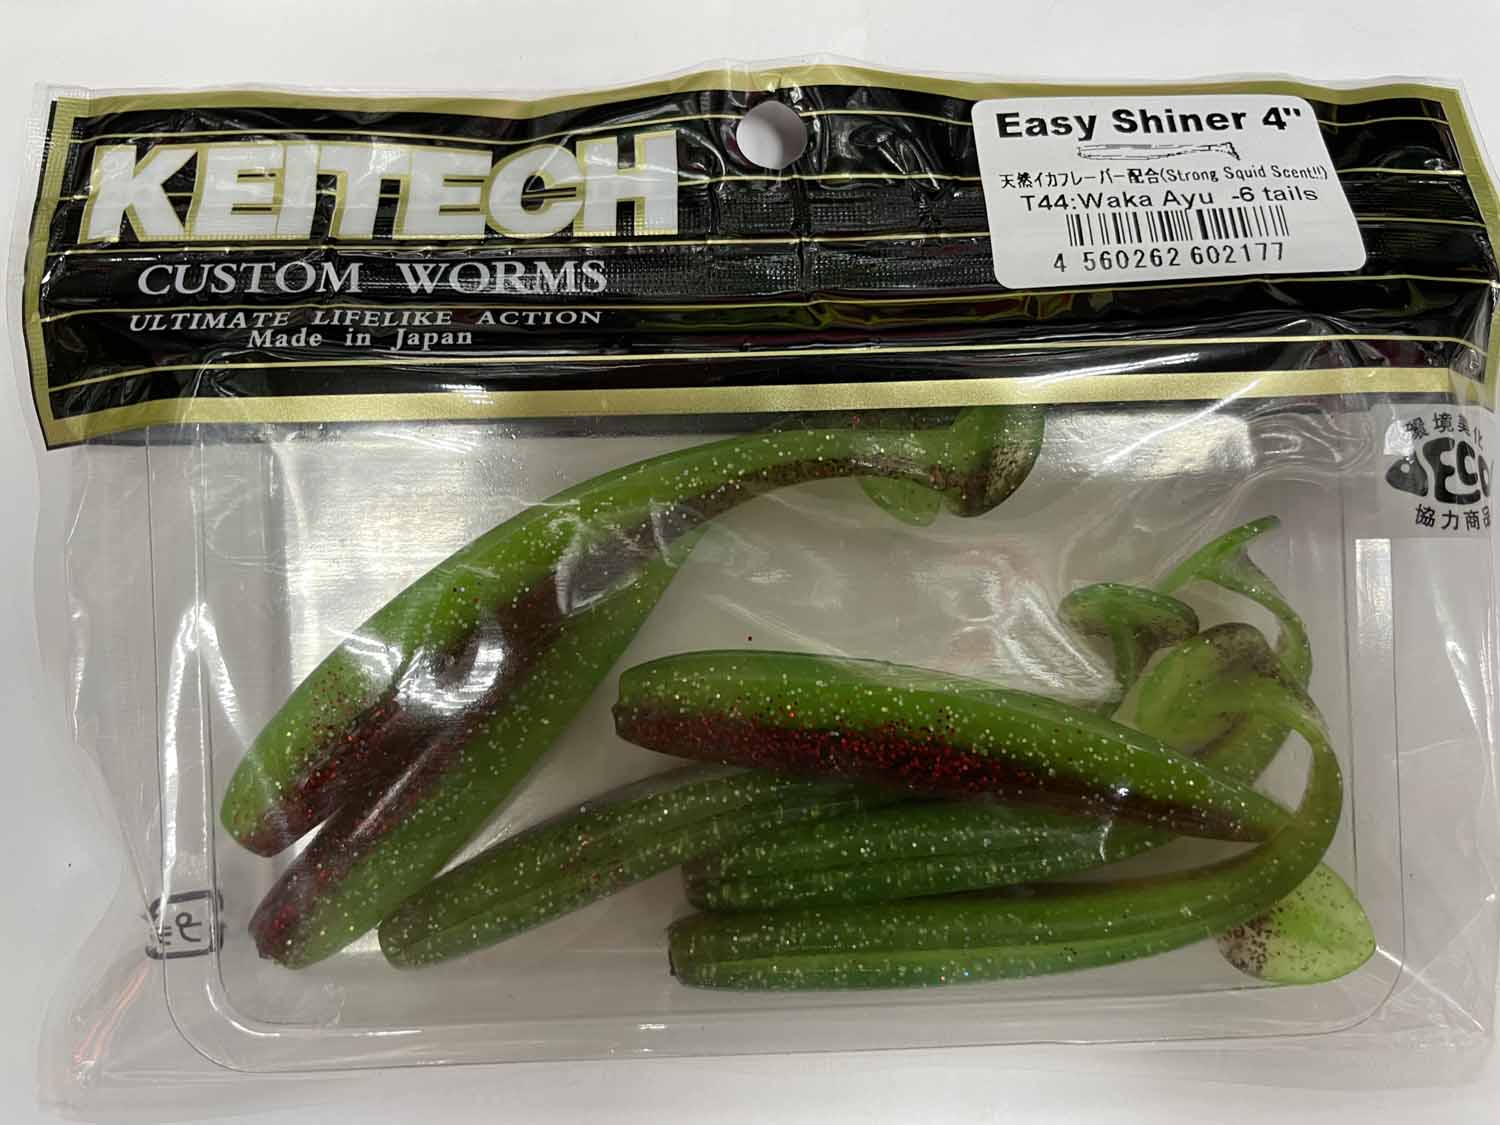 KEITECH
CUSTOM WORMS
ULTIMATE LIFELIKE ACTION
Made in Japan
Easy Shiner 4"
天然イカフレーバー配合(Strong Squid Scent!!)
T44:Waka Ayu -6 tails
4 560262 602177
環境美化
ECO
協力商品